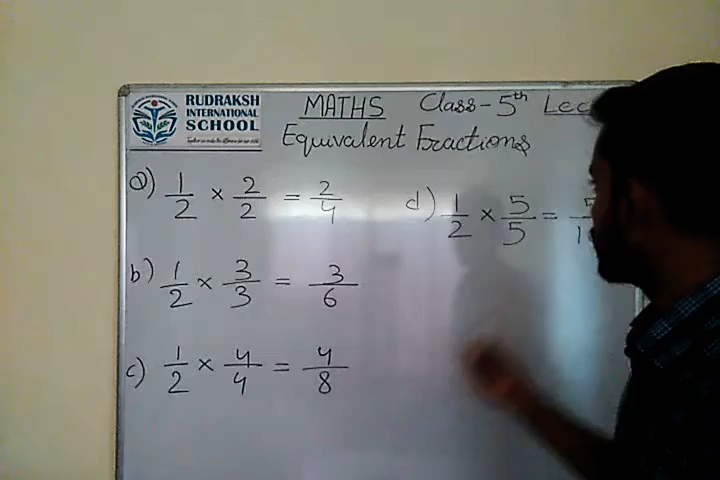 RUDRAKSH
INTERNATIONAL
SCHOOL
MATHS Class - 5th Lec
Equivalent Fractions
a) 1/2 × 2/2 = 2/4
b) 1/2 × 3/3 = 3/6
c) 1/2 × 4/4 = 4/8
d) 1/2 × 5/5 =